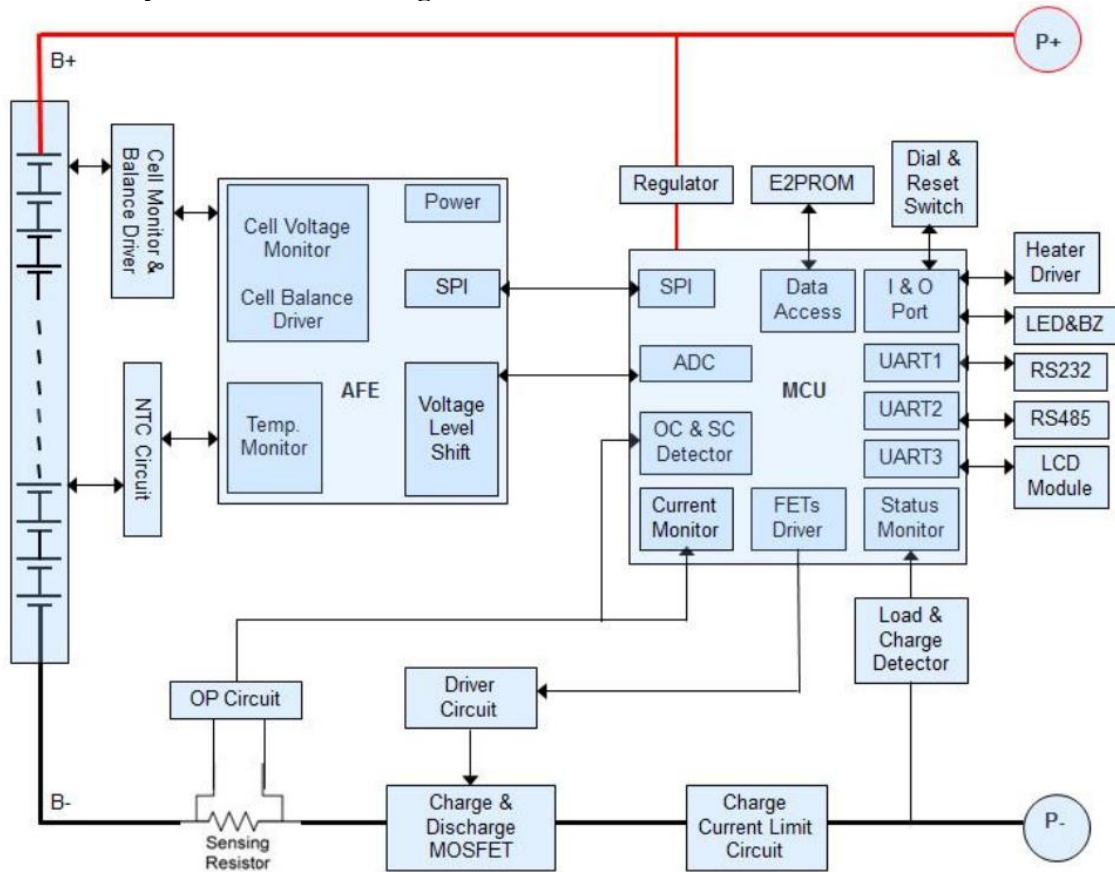 P+
B+
Cell Monitor &
Balance Driver
Regulator
E2PROM
Dial &
Reset
Switch
Cell Voltage
Monitor
Cell Balance
Driver
Power
SPI
AFE
Temp.
Monitor
Voltage
Level
Shift
NTC Circuit
SPI
Data
Access
I & O
Port
Heater
Driver
LED&BZ
ADC
MCU
UART1
RS232
OC & SC
Detector
UART2
RS485
UART3
LCD
Module
Current
Monitor
FETs
Driver
Status
Monitor
Load &
Charge
Detector
OP Circuit
Driver
Circuit
B-
Sensing
Resistor
Charge &
Discharge
MOSFET
Charge
Current Limit
Circuit
P-